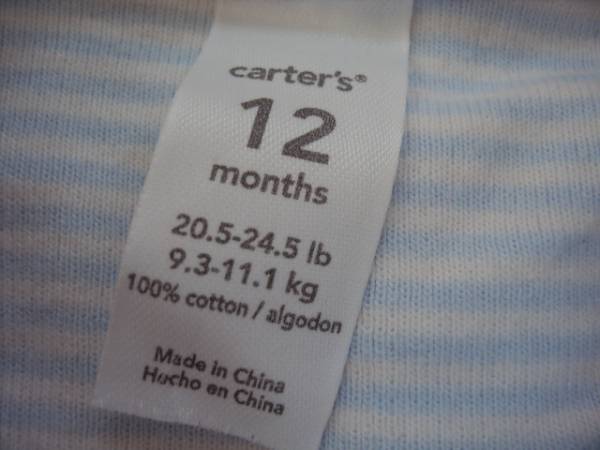 carter's®
12
months
20.5-24.5 lb
9.3-11.1 kg
100% cotton / algodon
Made in China
Hecho en China